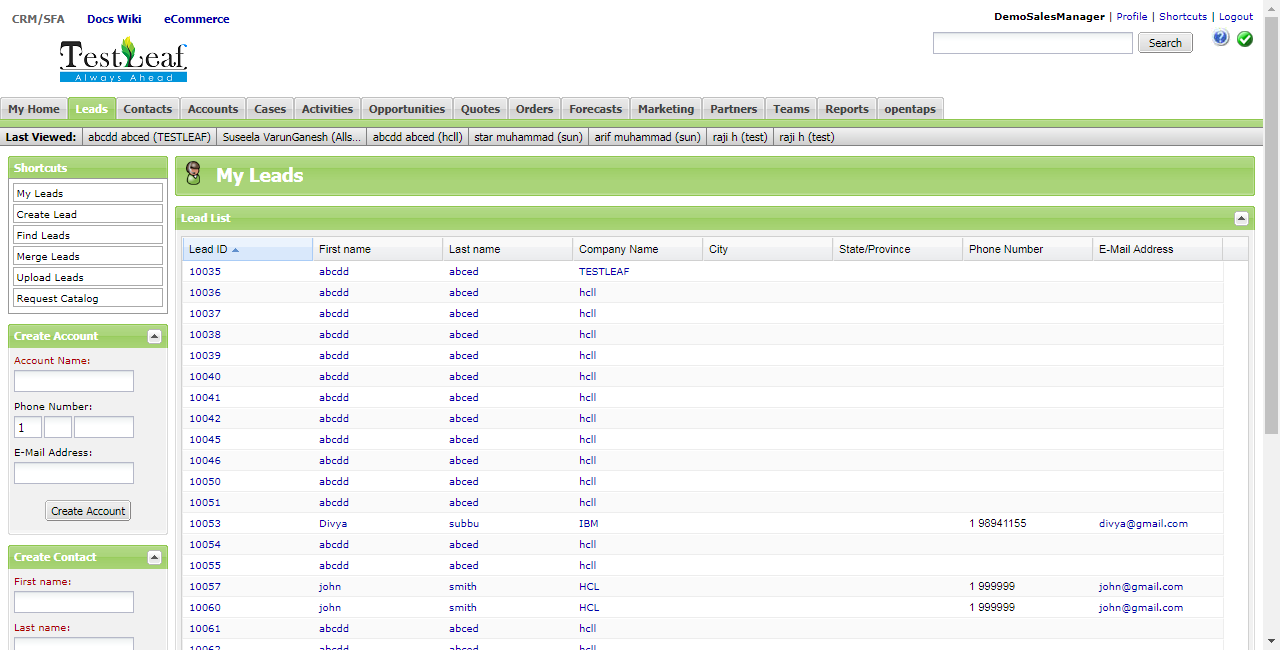 CRM/SFA Docs Wiki eCommerce
DemoSalesManager | Profile | Shortcuts | Logout
Search
TestLeaf
Always Ahead
My Home Leads Contacts Accounts Cases Activities Opportunities Quotes Orders Forecasts Marketing Partners Teams Reports opentaps
Last Viewed: abcdd abced (TESTLEAF) Suseela VarunGanesh (Alls... abcdd abced (hcll) star muhammad (sun) arif muhammad (sun) raji h (test) raji h (test)
Shortcuts
My Leads
Create Lead
Find Leads
Merge Leads
Upload Leads
Request Catalog
Create Account
Account Name:
Phone Number:
1
E-Mail Address:
Create Account
Create Contact
First name:
Last name:
My Leads
Lead List
Lead ID First name Last name Company Name City State/Province Phone Number E-Mail Address
10035 abcdd abced TESTLEAF
10036 abcdd abced hcll
10037 abcdd abced hcll
10038 abcdd abced hcll
10039 abcdd abced hcll
10040 abcdd abced hcll
10041 abcdd abced hcll
10042 abcdd abced hcll
10045 abcdd abced hcll
10046 abcdd abced hcll
10050 abcdd abced hcll
10051 abcdd abced hcll
10053 Divya subbu IBM 1 98941155 divya@gmail.com
10054 abcdd abced hcll
10055 abcdd abced hcll
10057 john smith HCL 1 999999 john@gmail.com
10060 john smith HCL 1 999999 john@gmail.com
10061 abcdd abced hcll
10062 abcdd abced hcll